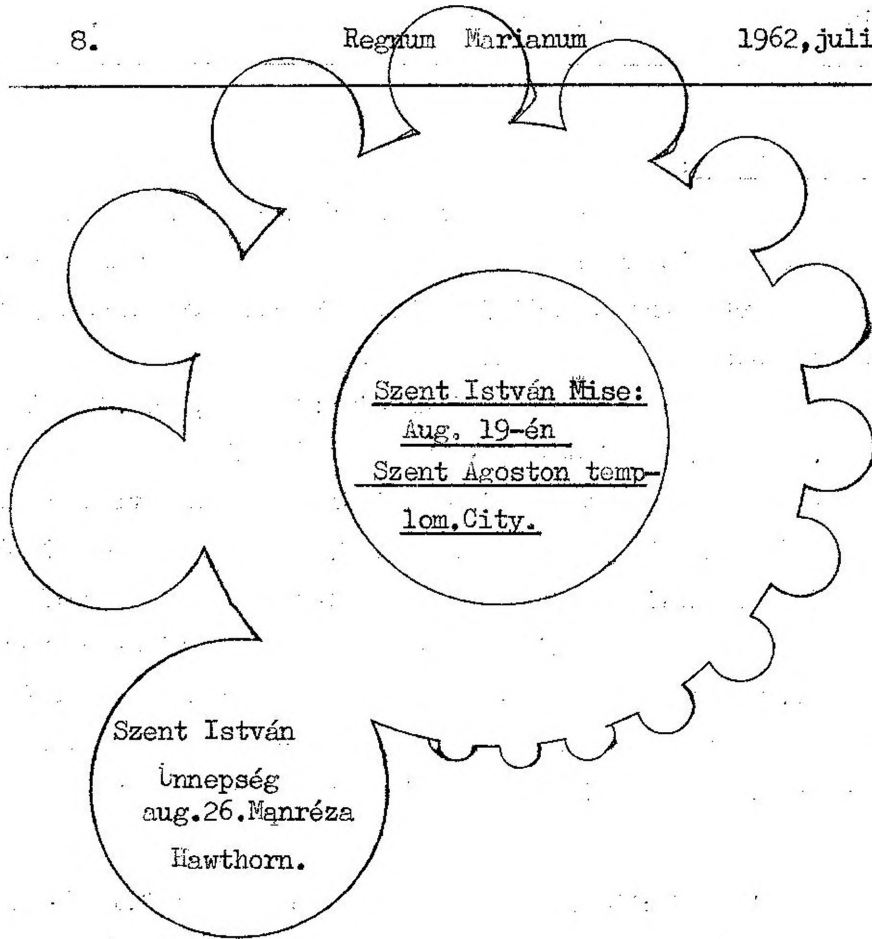 8. Regnum Marianum 1962,juli
Szent István Mise:
Aug. 19-én
Szent Ágoston temp-
lom.City.
Szent István
Ünnepség
aug.26.Manréza
Hawthorn.